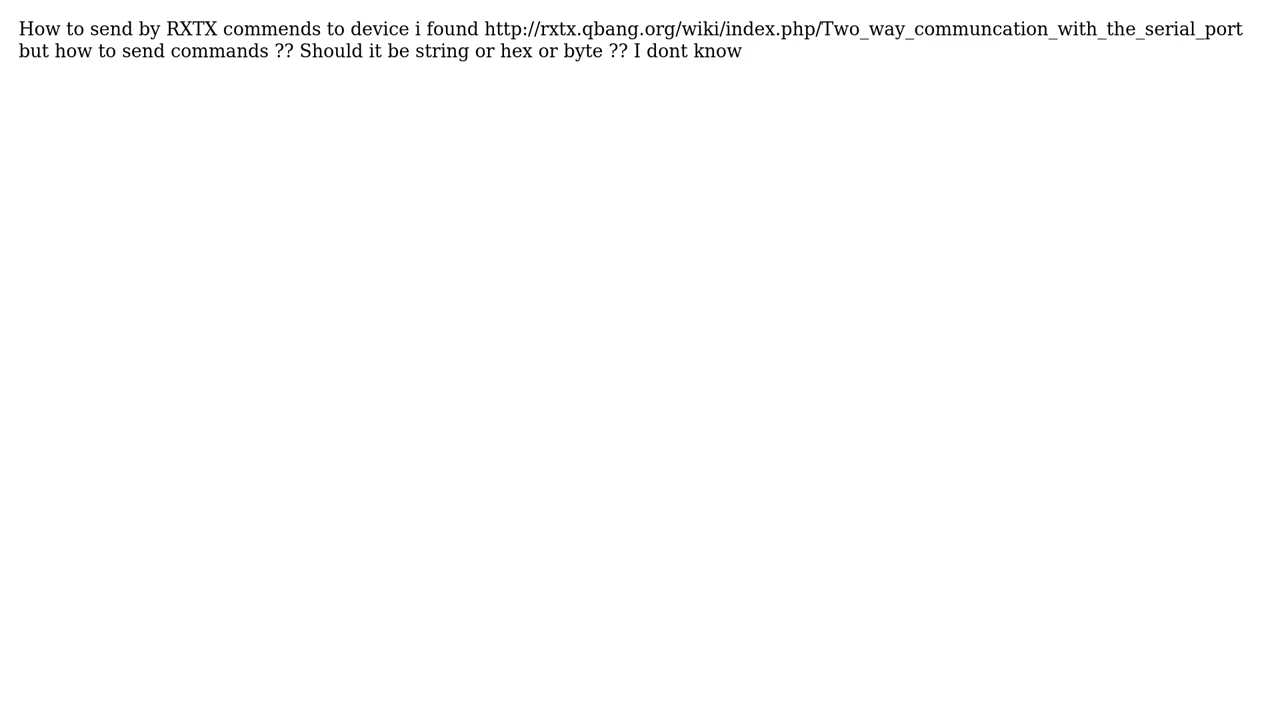 How to send by RXTX commends to device i found http://rxtx.qbang.org/wiki/index.php/Two_way_communcation_with_the_serial_port
but how to send commands ?? Should it be string or hex or byte ?? I dont know